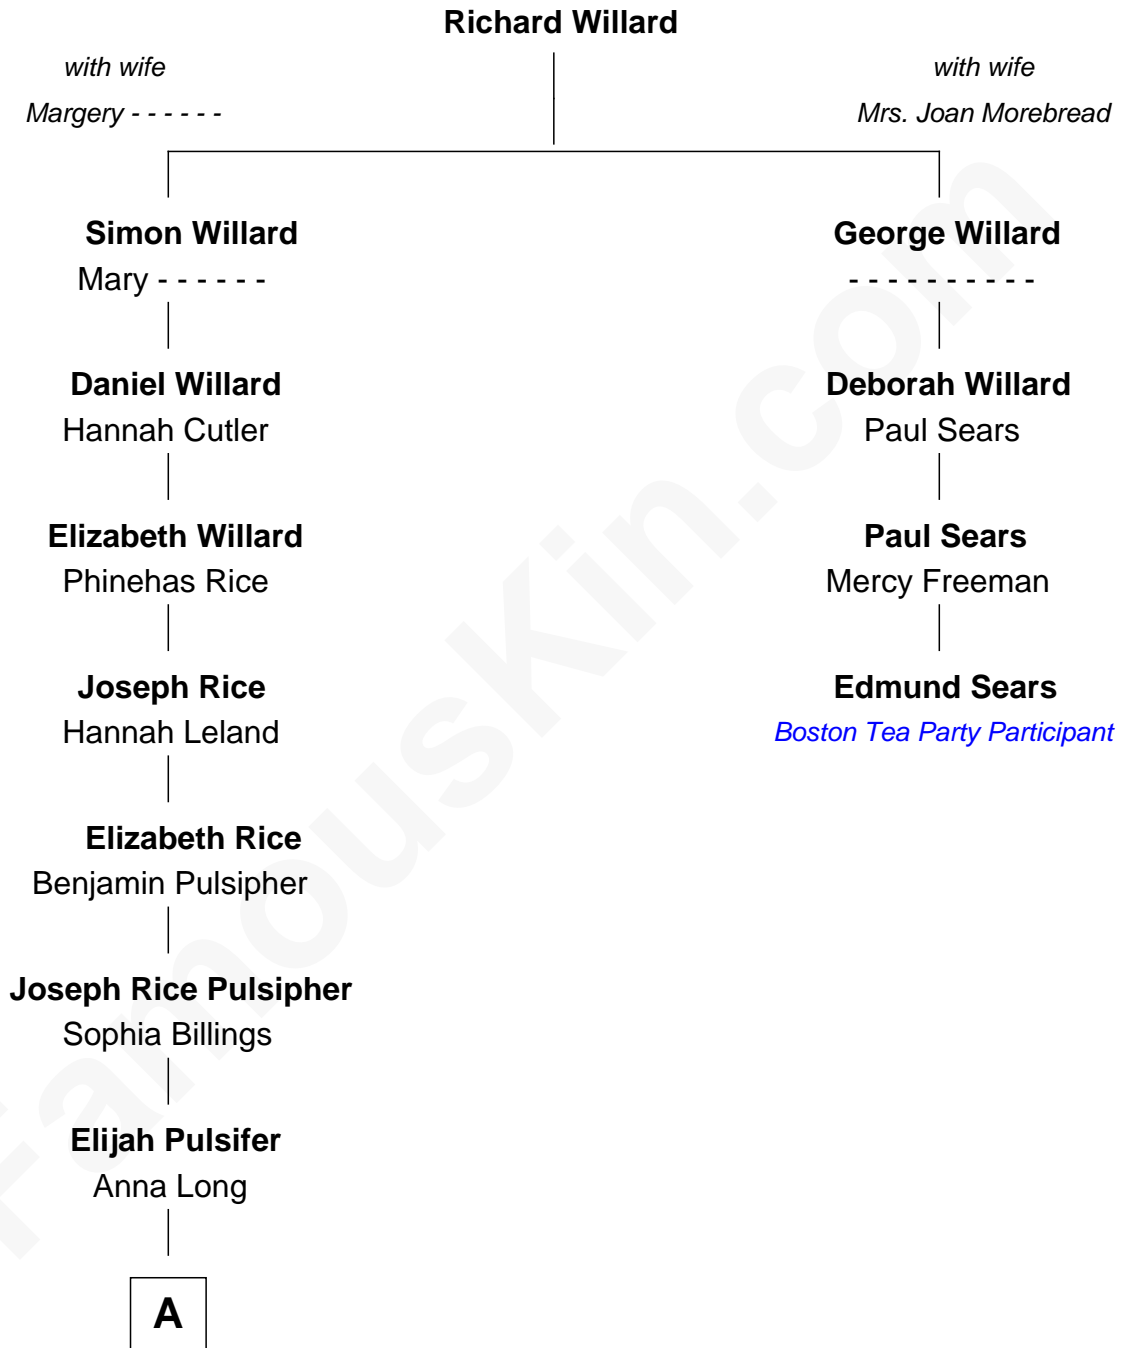 Richard Willard
with wife
Margery - - - - - -
with wife
Mrs. Joan Morebread
Simon Willard
Mary - - - - - -
George Willard
- - - - - - - - - -
Daniel Willard
Hannah Cutler
Deborah Willard
Paul Sears
Elizabeth Willard
Phinehas Rice
Paul Sears
Mercy Freeman
Joseph Rice
Hannah Leland
Edmund Sears
Boston Tea Party Participant
Elizabeth Rice
Benjamin Pulsipher
Joseph Rice Pulsipher
Sophia Billings
Elijah Pulsifer
Anna Long
A
FamousKin.com